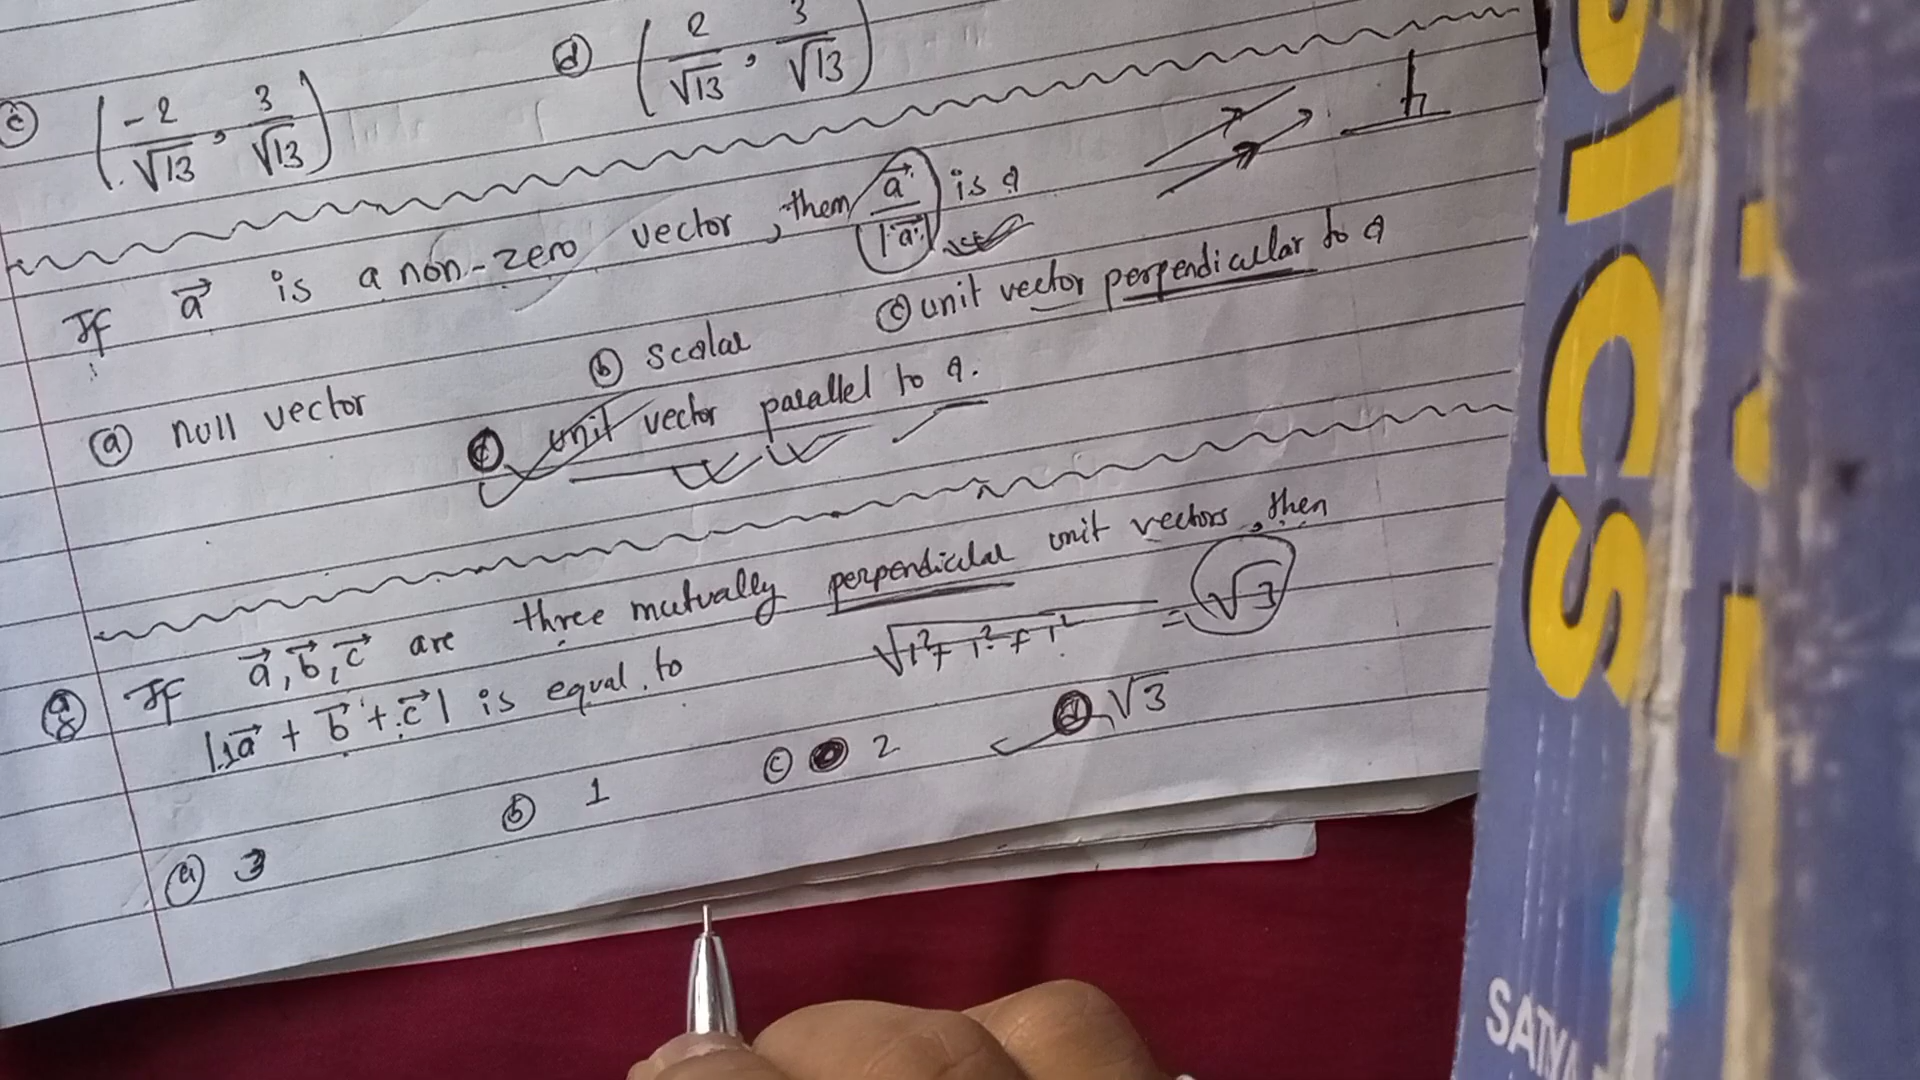 (c) (-2/√13, 3/√13) (d) (2/√13, 3/√13)
If a⃗ is a non-zero vector, then a⃗/|a⃗| is a
(a) null vector (b) scalar (c) unit vector perpendicular to a
(d) unit vector parallel to a.
Q If a⃗, b⃗, c⃗ are three mutually perpendicular unit vectors, then
|a⃗ + b⃗ + c⃗| is equal to √1²+1²+1² = √3
(a) 3 (b) 1 (c) 2 (d) √3
ICS